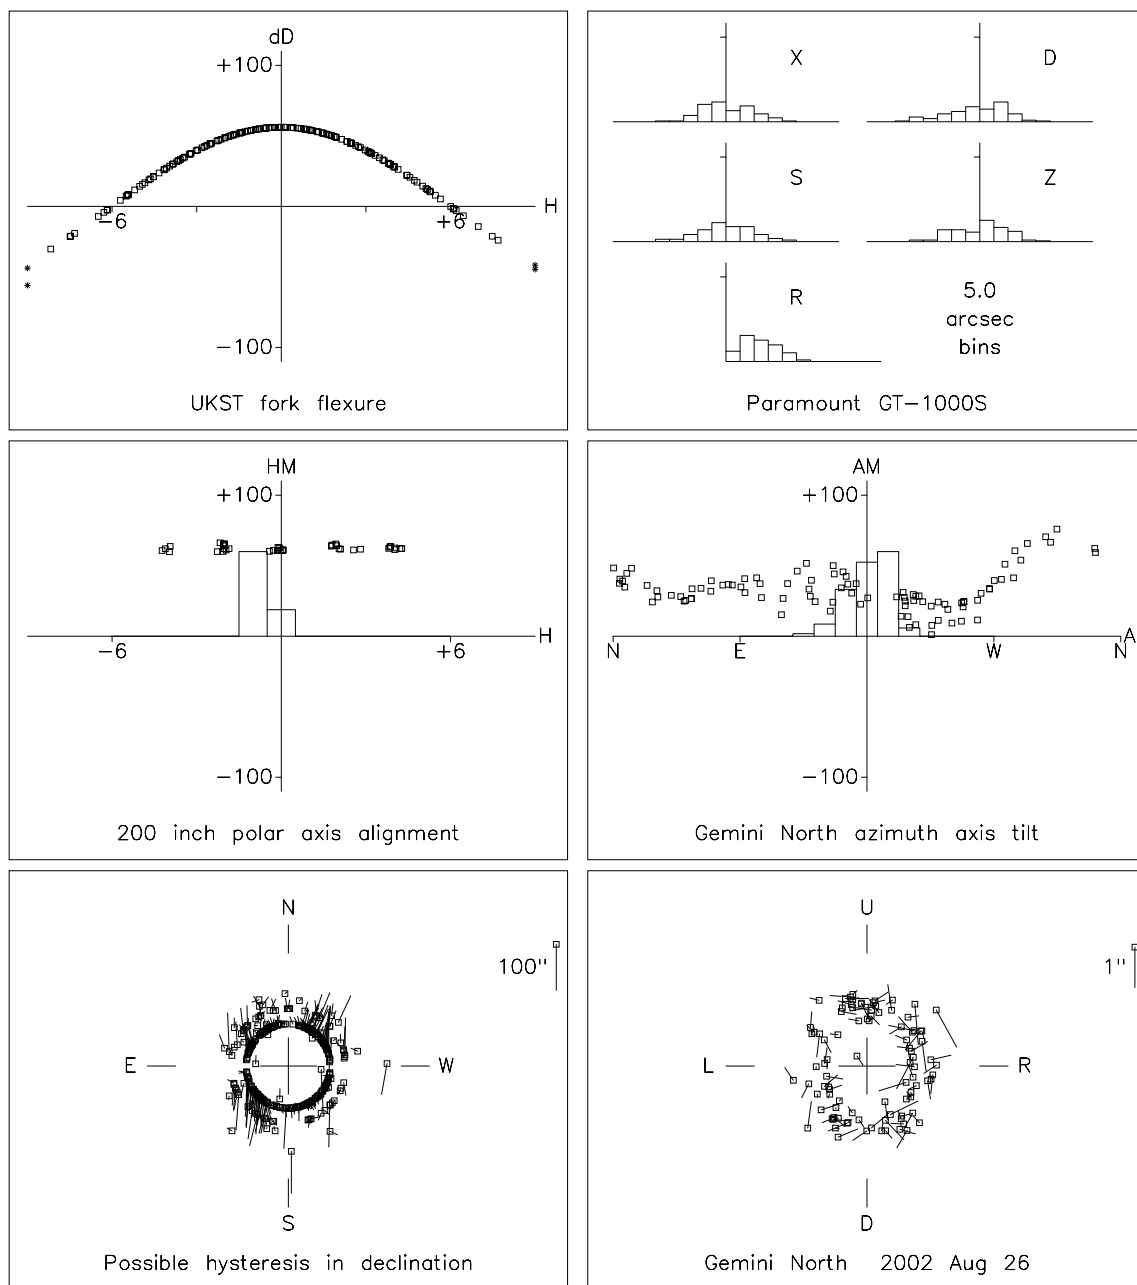 dD
+100
H
-6
+6
-100
UKST fork flexure
X
D
S
Z
R
5.0
arcsec
bins
Paramount GT-1000S
HM
+100
H
-6
+6
-100
200 inch polar axis alignment
AM
+100
A
N
E
W
N
-100
Gemini North azimuth axis tilt
N
100"
E
W
S
Possible hysteresis in declination
U
1"
L
R
D
Gemini North 2002 Aug 26